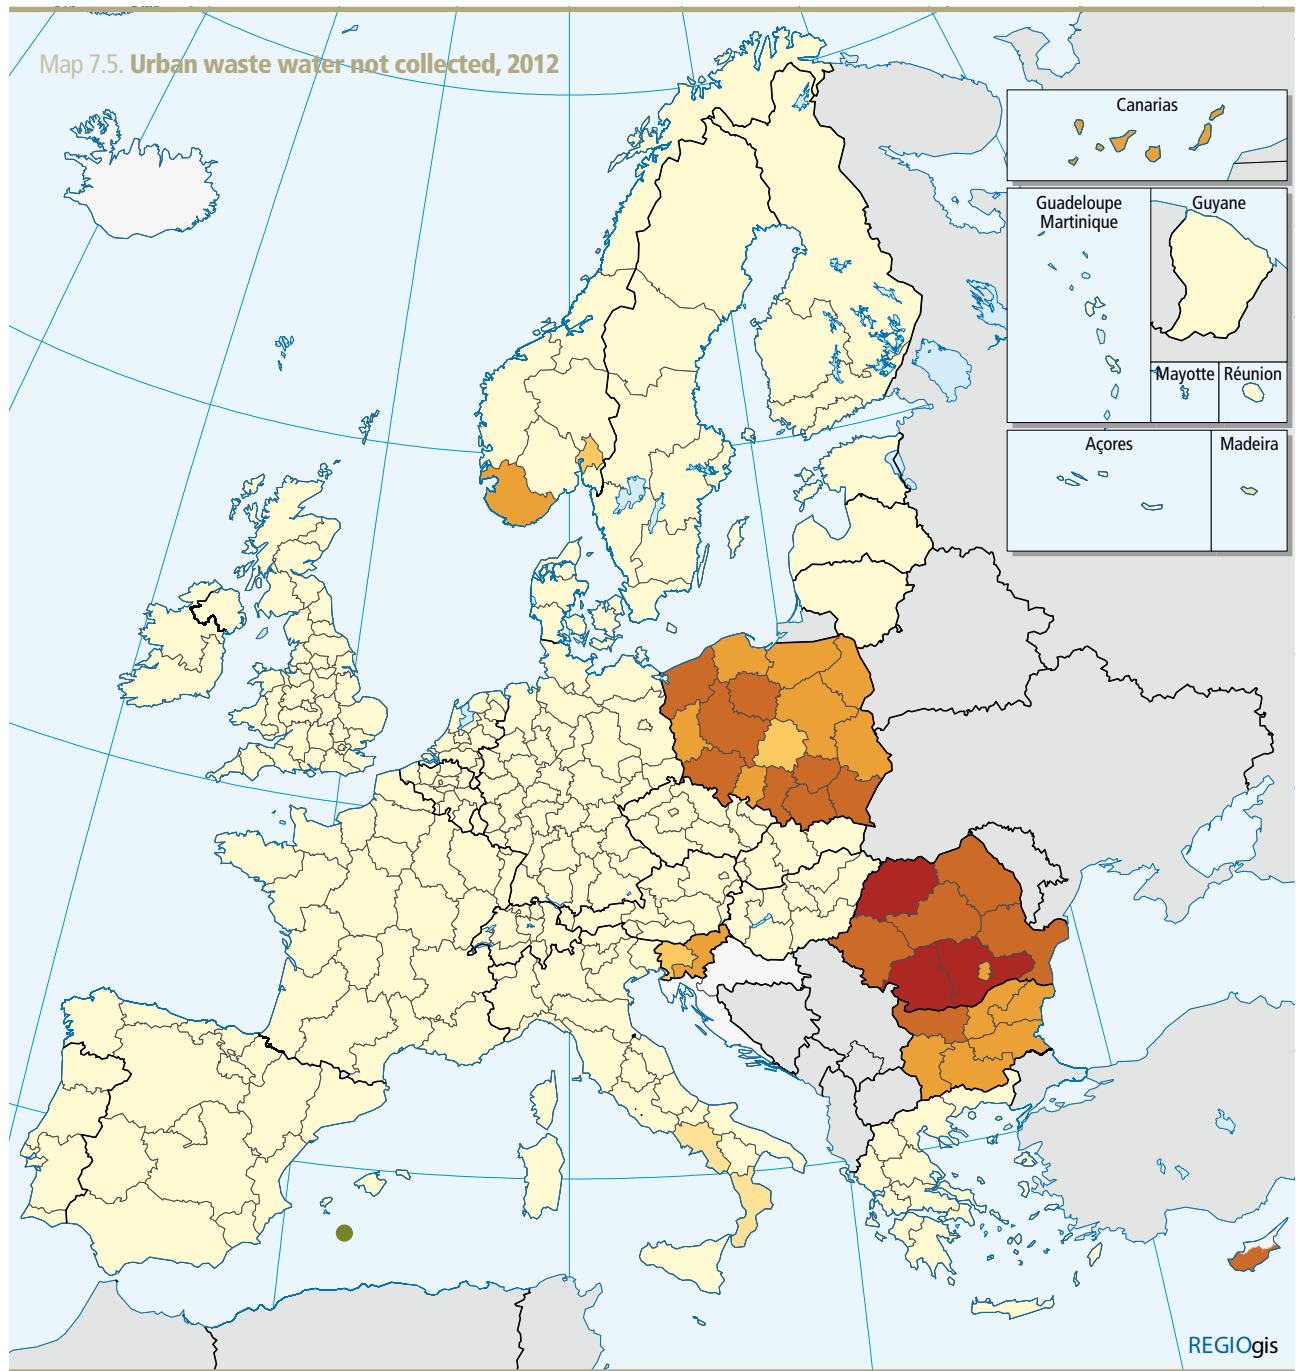 Map 7.5. Urban waste water not collected, 2012
Canarias
Guadeloupe
Martinique
Guyane
Mayotte
Réunion
Açores
Madeira
REGIOgis